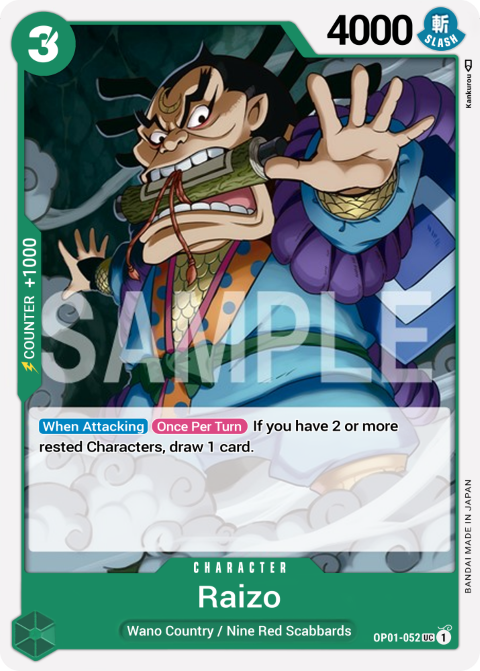 3
4000
斬
SLASH
Kankurou
COUNTER +1000
SAMPLE
When Attacking Once Per Turn If you have 2 or more
rested Characters, draw 1 card.
BANDAI MADE IN JAPAN
CHARACTER
Raizo
Wano Country / Nine Red Scabbards
OP01-052 UC 1